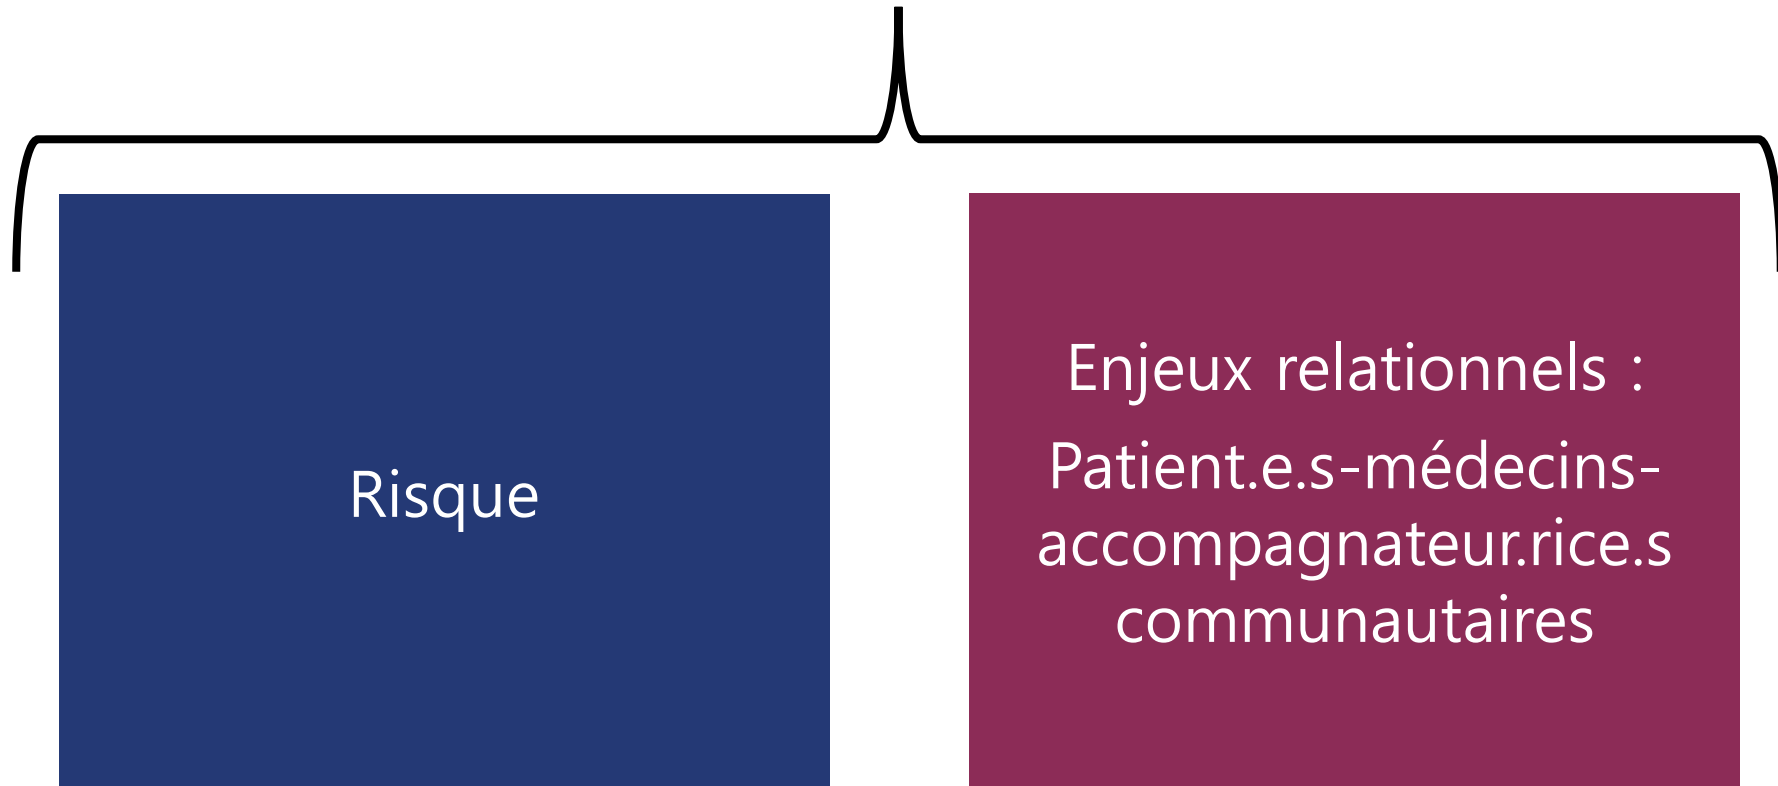 Risque
Enjeux relationnels :
Patient.e.s-médecins-
accompagnateur.rice.s
communautaires